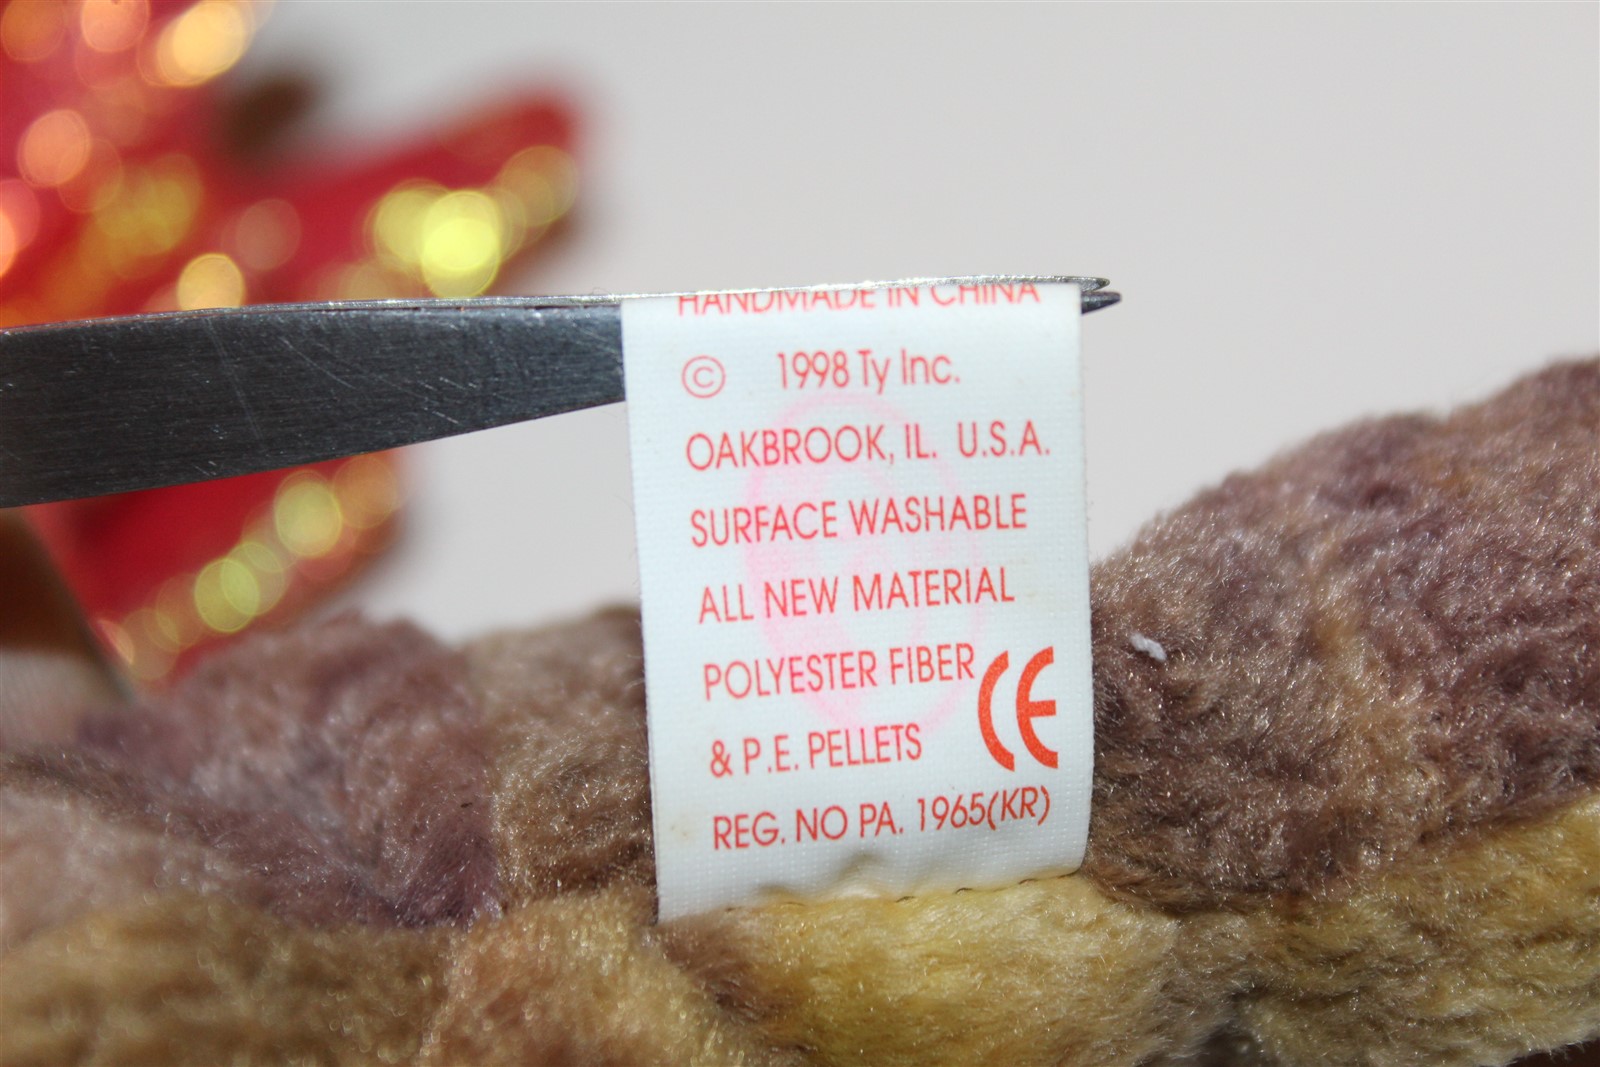 HANDMADE IN CHINA
© 1998 Ty Inc.
OAKBROOK, IL. U.S.A.
SURFACE WASHABLE
ALL NEW MATERIAL
POLYESTER FIBER
& P.E. PELLETS
CE
REG. NO PA. 1965(KR)